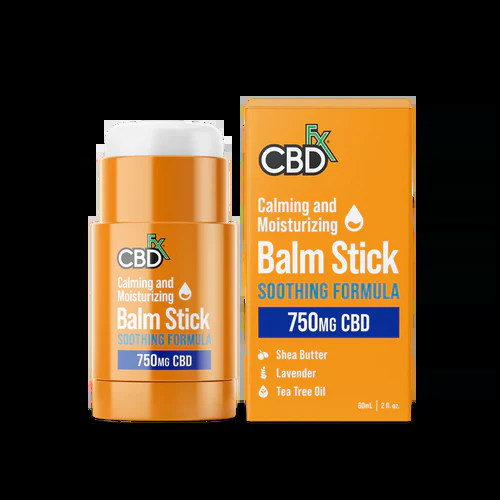 CBDFX
Calming and
Moisturizing
Balm Stick
SOOTHING FORMULA
750MG CBD
CBDFX
Calming and
Moisturizing
Balm Stick
SOOTHING FORMULA
750MG CBD
Shea Butter
Lavender
Tea Tree Oil
60mL | 2 fl. oz.